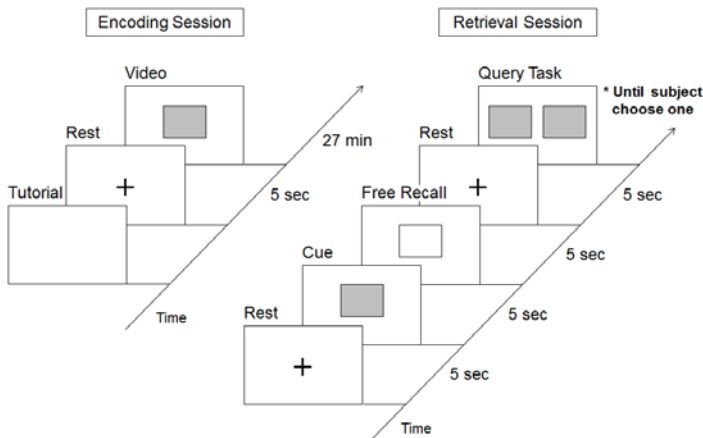 Encoding Session
Video
27 min
Rest
5 sec
Tutorial
Time
Retrieval Session
Query Task
* Until subject
choose one
Rest
5 sec
Free Recall
5 sec
Cue
5 sec
Rest
5 sec
Time